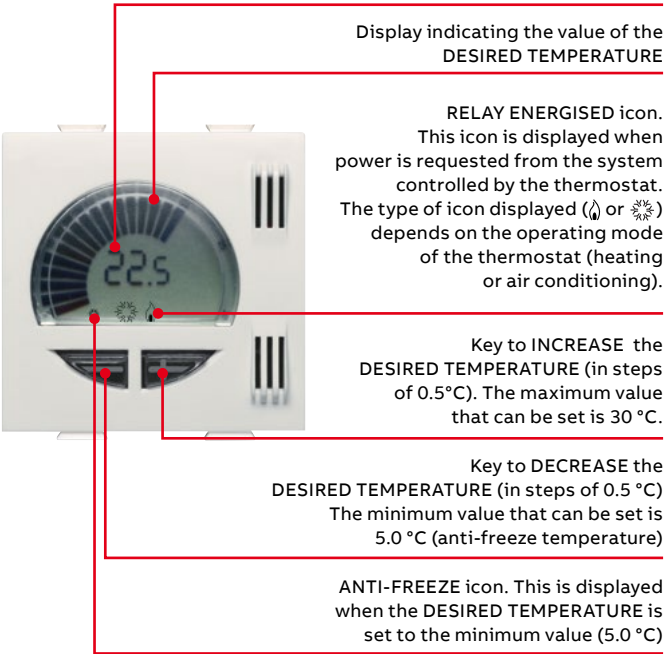 Display indicating the value of the
DESIRED TEMPERATURE
RELAY ENERGISED icon.
This icon is displayed when
power is requested from the system
controlled by the thermostat.
The type of icon displayed ( or )
depends on the operating mode
of the thermostat (heating
or air conditioning).
22.5
Key to INCREASE the
DESIRED TEMPERATURE (in steps
of 0.5°C). The maximum value
that can be set is 30 °C.
Key to DECREASE the
DESIRED TEMPERATURE (in steps of 0.5 °C)
The minimum value that can be set is
5.0 °C (anti-freeze temperature)
ANTI-FREEZE icon. This is displayed
when the DESIRED TEMPERATURE is
set to the minimum value (5.0 °C)